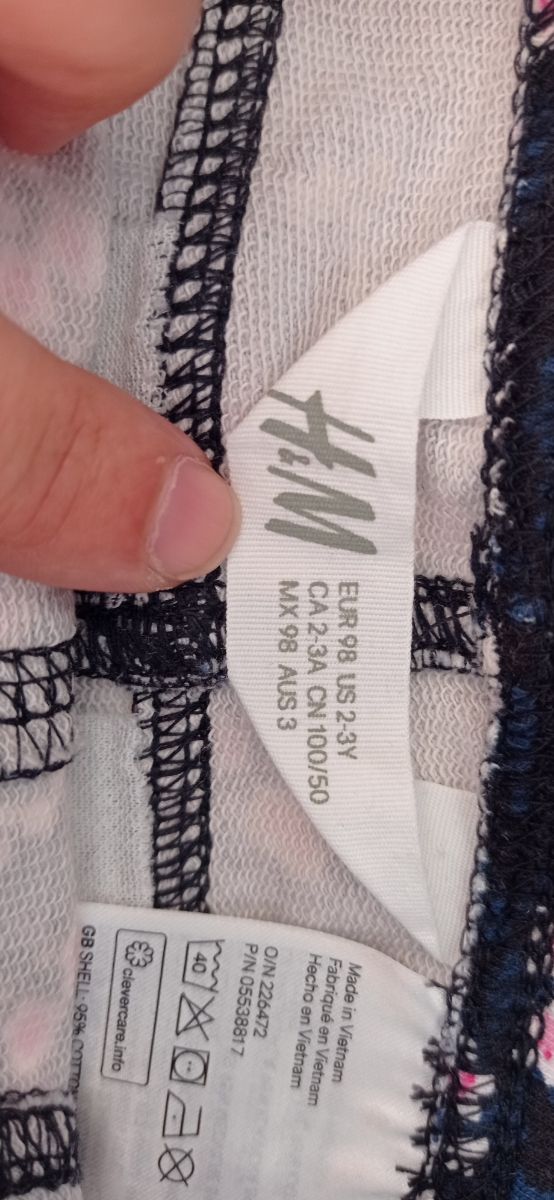 H&M
EUR 98 US 2-3Y
CA 2-3A CN 100/50
MX 98 AUS 3
Made in Vietnam
Fabriqué en Vietnam
Hecho en Vietnam
O/N 226472
P/N 05538817
40
clevercare.info
GB SHELL: 95%